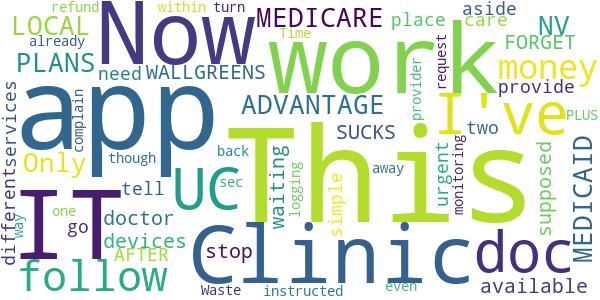 refund within turn
LOCAL already
Now
MEDICARE
aside
place care
NV
PLANS
need WALLGREENS
Time
work
request
FORGET
money
app
complain
ADVANTAGE
provider
I've
provide
services
different
Only
though
This
SUCKS
two
PLUS
IT
tell
UC
back
sec
waiting
logging
simple
away
urgent
monitoring
supposed
MEDICAID
way
one
go
doctor
AFTER
devices
Clinic
doc
follow
stop
Waste
instructed
even
available